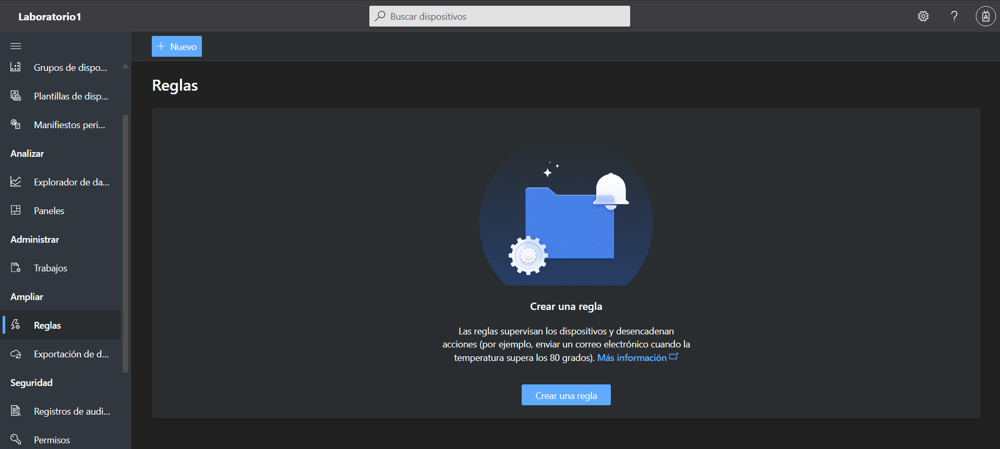 Laboratorio1
Buscar dispositivos
Nuevo
Grupos de dispo...
Plantillas de disp...
Manifiestos peri...
Analizar
Explorador de da...
Paneles
Administrar
Trabajos
Ampliar
Reglas
Exportación de d...
Seguridad
Registros de audi...
Permisos
Reglas
Crear una regla
Las reglas supervisan los dispositivos y desencadenan
acciones (por ejemplo, enviar un correo electrónico cuando la
temperatura supera los 80 grados). Más información
Crear una regla